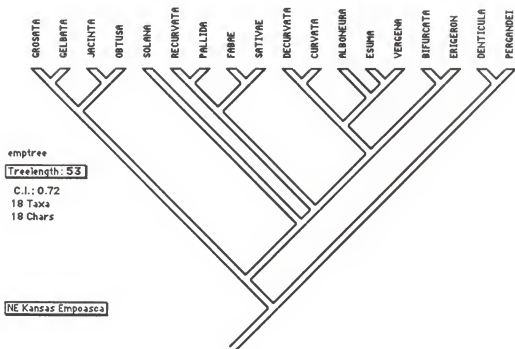 GROSATA
GELBATA
JACINTA
OBTUSA
SOLANA
RECURVATA
PALLIDA
FABAE
SATIVAE
DECURVATA
CURVATA
ALBONEURA
ESUMA
VERGENA
BIFURCATA
ERIGERON
DENTICULA
PERGANDEI
emptree
Treelength: 53
C.I.: 0.72
18 Taxa
18 Chars
NE Kansas Empoasca